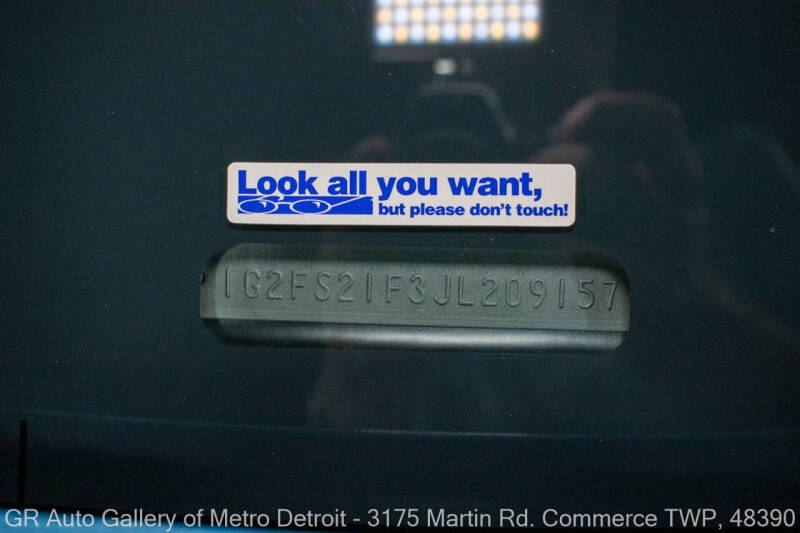 Look all you want,
but please don't touch!
1G2FS21F3JL209157
GR Auto Gallery of Metro Detroit - 3175 Martin Rd. Commerce TWP, 48390